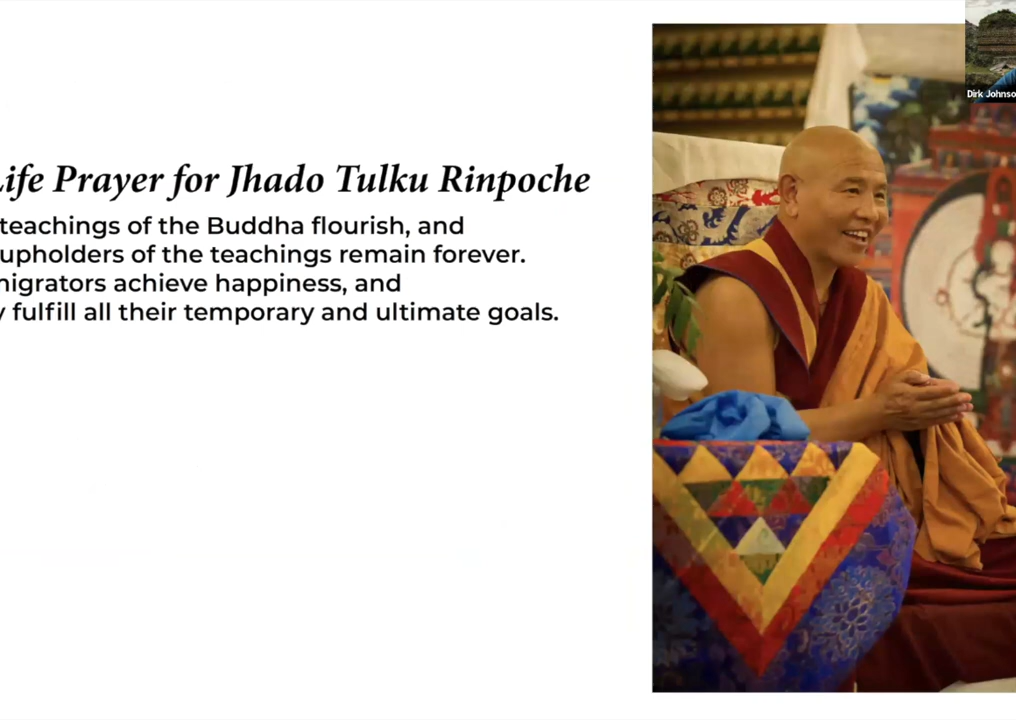 ife Prayer for Jhado Tulku Rinpoche
teachings of the Buddha flourish, and
upholders of the teachings remain forever.
migrators achieve happiness, and
fulfill all their temporary and ultimate goals.
Dirk Johnso